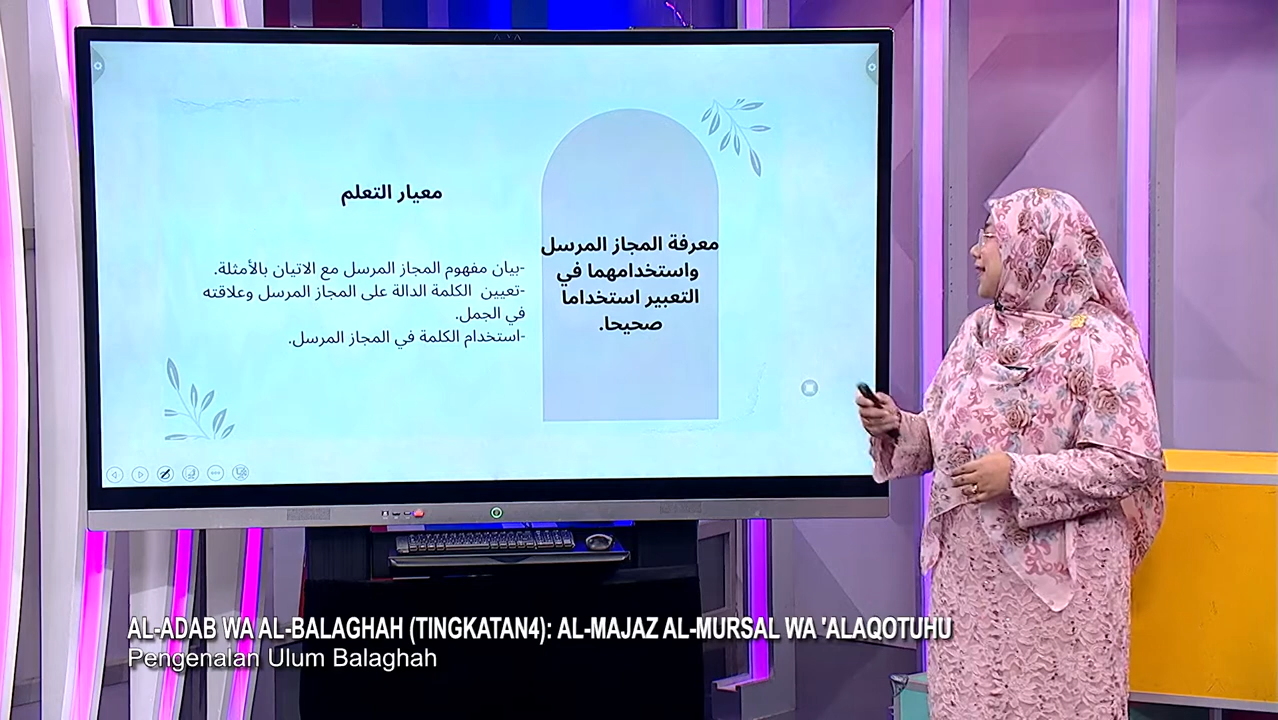 معرفة المجاز المرسل
واستخدامهما في
التعبير استخداما
صحيحا.
معيار التعلم
-بيان مفهوم المجاز المرسل مع الاتيان بالأمثلة.
-تعيين الكلمة الدالة على المجاز المرسل وعلاقته
في الجمل.
-استخدام الكلمة في المجاز المرسل.
AL-ADAB WA AL-BALAGHAH (TINGKATAN4): AL-MAJAZ AL-MURSAL WA 'ALAQOTUHU
Pengenalan Ulum Balaghah